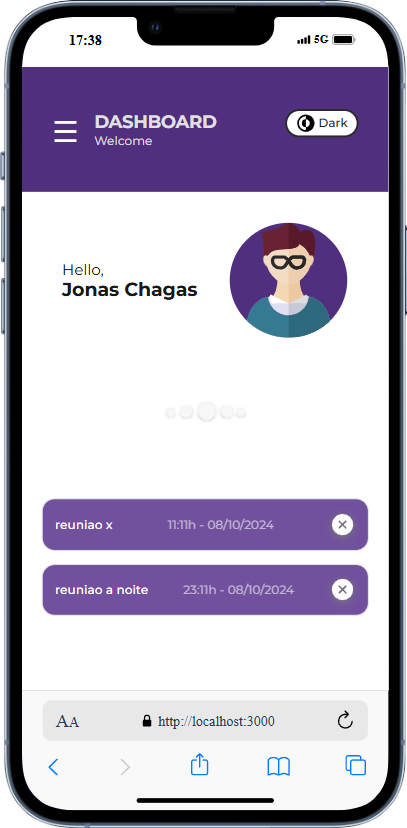 17:38
5G
DASHBOARD
Welcome
Dark
Hello,
Jonas Chagas
reuniao x 11:11h - 08/10/2024
reuniao a noite 23:11h - 08/10/2024
AA http://localhost:3000